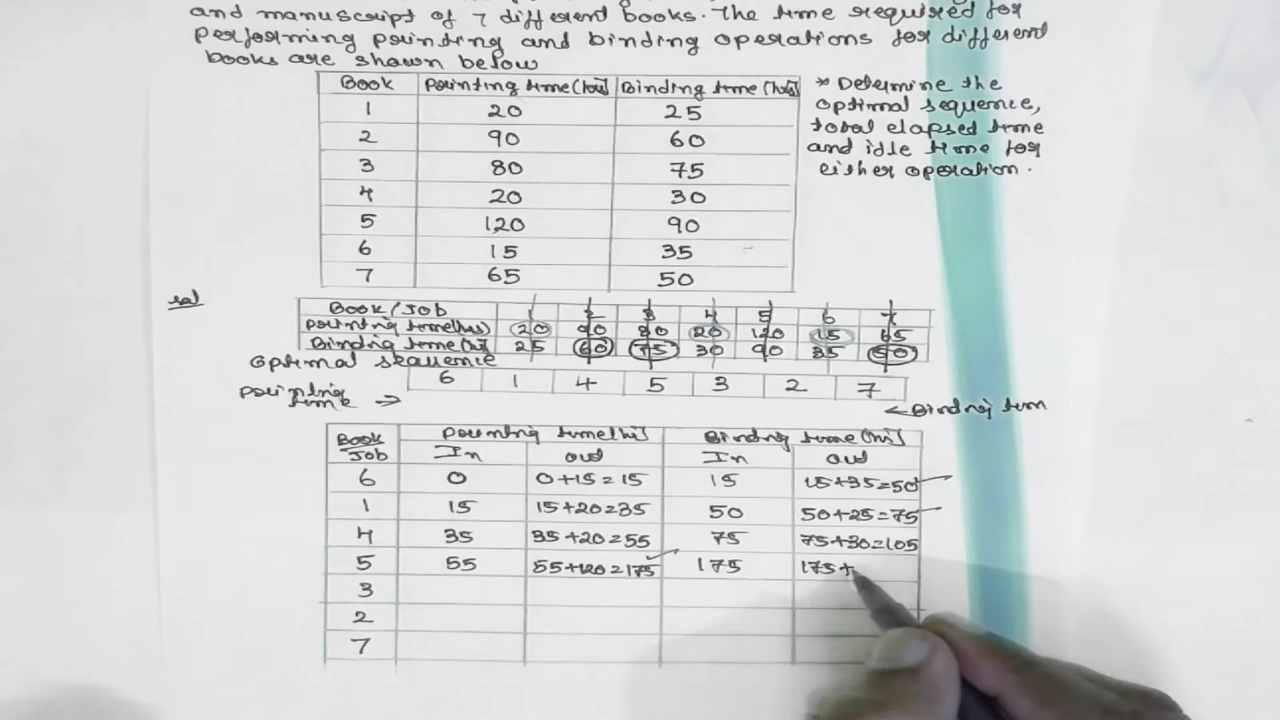 and manuscript of 7 different books. The time required for
performing printing and binding operations for different
books are shown below
Book Printing time (hrs) Binding time (hrs)
1 20 25
2 90 60
3 80 75
4 20 30
5 120 90
6 15 35
7 65 50
* Determine the
optimal sequence,
total elapsed time
and idle time for
either operation.
sol
Book/Job 1 2 3 4 5 6 7
Printing time(hrs) 20 90 80 20 120 15 65
Binding time(hr) 25 60 75 30 90 35 50
optimal sequence
6 1 4 5 3 2 7
printing
time →
← Binding time
Book
Job
Printing time(hr) Binding time(hr)
In out In out
6 0 0+15=15 15 15+35=50
1 15 15+20=35 50 50+25=75
4 35 35+20=55 75 75+30=105
5 55 55+120=175 175 175+
3
2
7